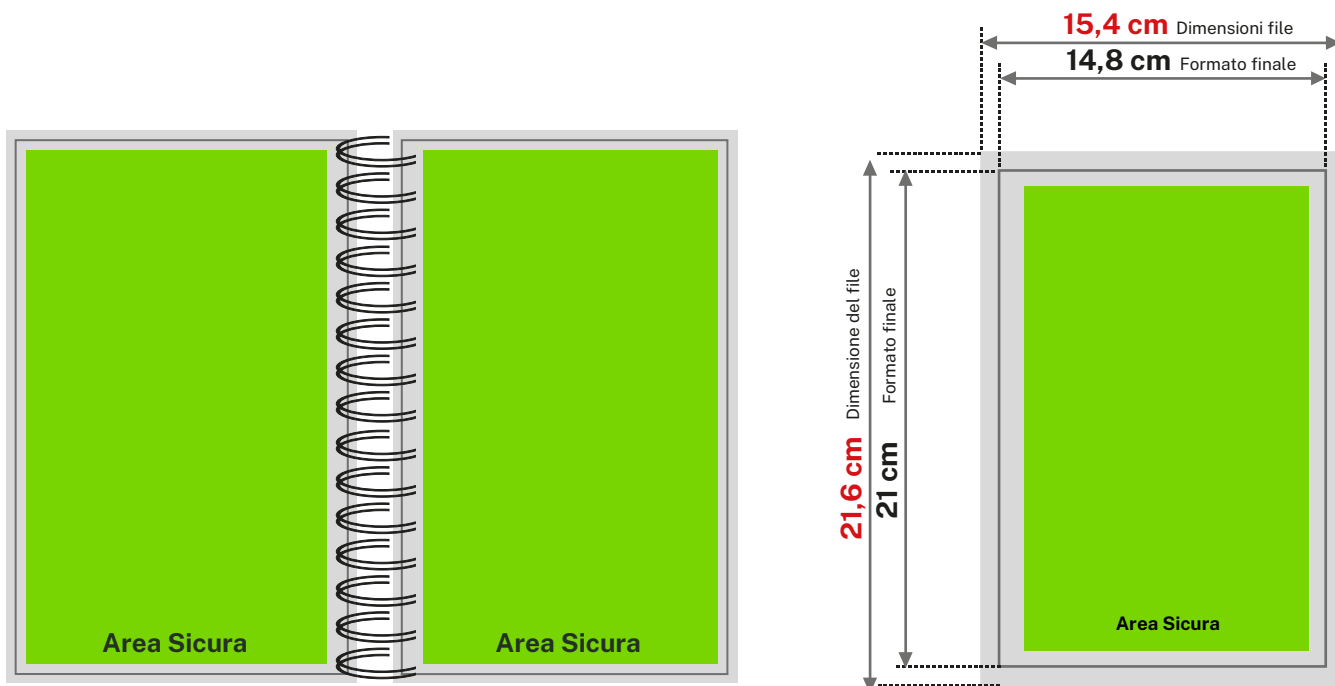 15,4 cm Dimensioni file
14,8 cm Formato finale
21,6 cm Dimensione del file
21 cm Formato finale
Area Sicura
Area Sicura
Area Sicura